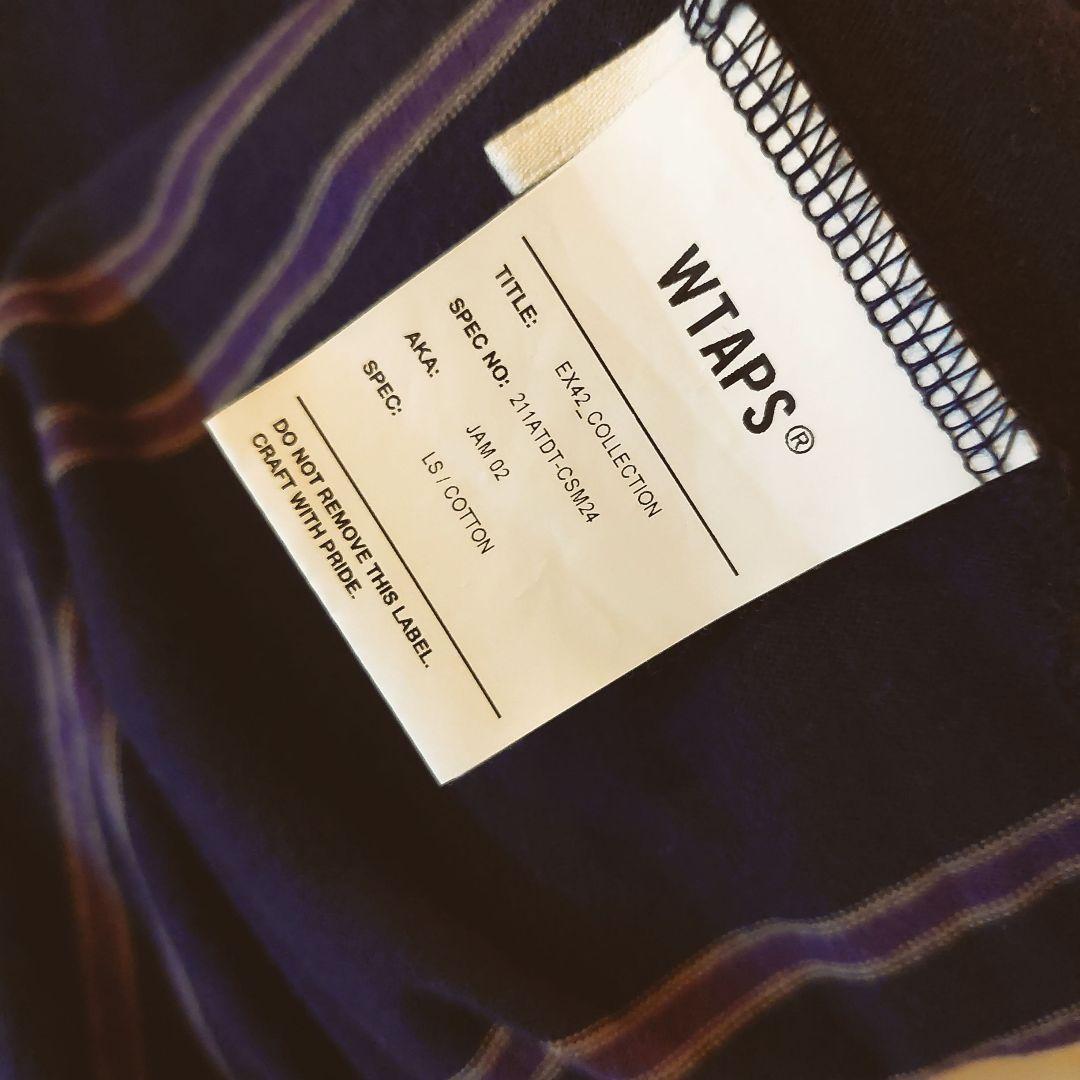 WTAPS®
TITLE: EX42_COLLECTION
SPEC NO: 211ATDT-CSM24
AKA: JAM 02
SPEC: LS / COTTON
DO NOT REMOVE THIS LABEL.
CRAFT WITH PRIDE.